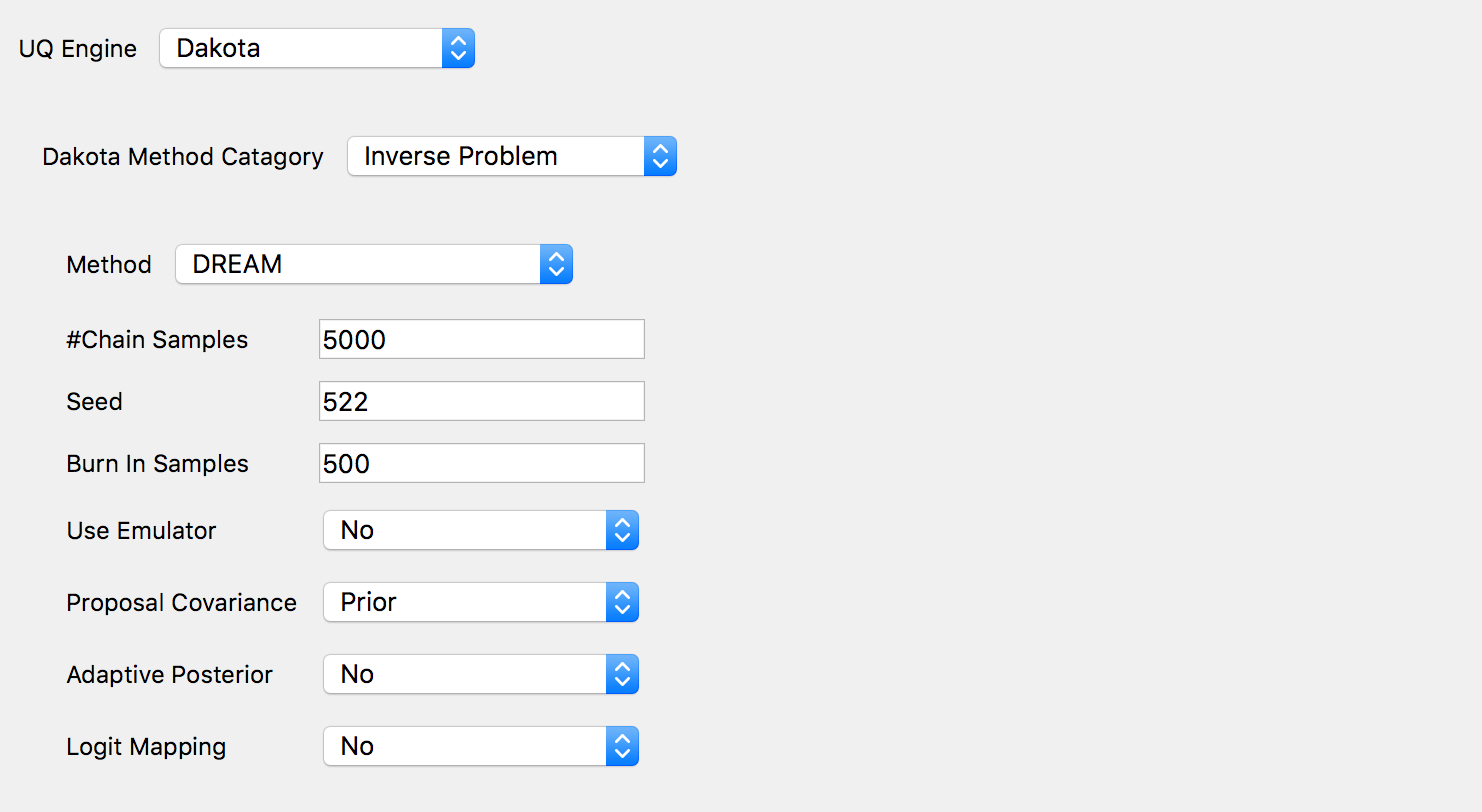 UQ Engine Dakota
Dakota Method Catagory Inverse Problem
Method DREAM
#Chain Samples 5000
Seed 522
Burn In Samples 500
Use Emulator No
Proposal Covariance Prior
Adaptive Posterior No
Logit Mapping No